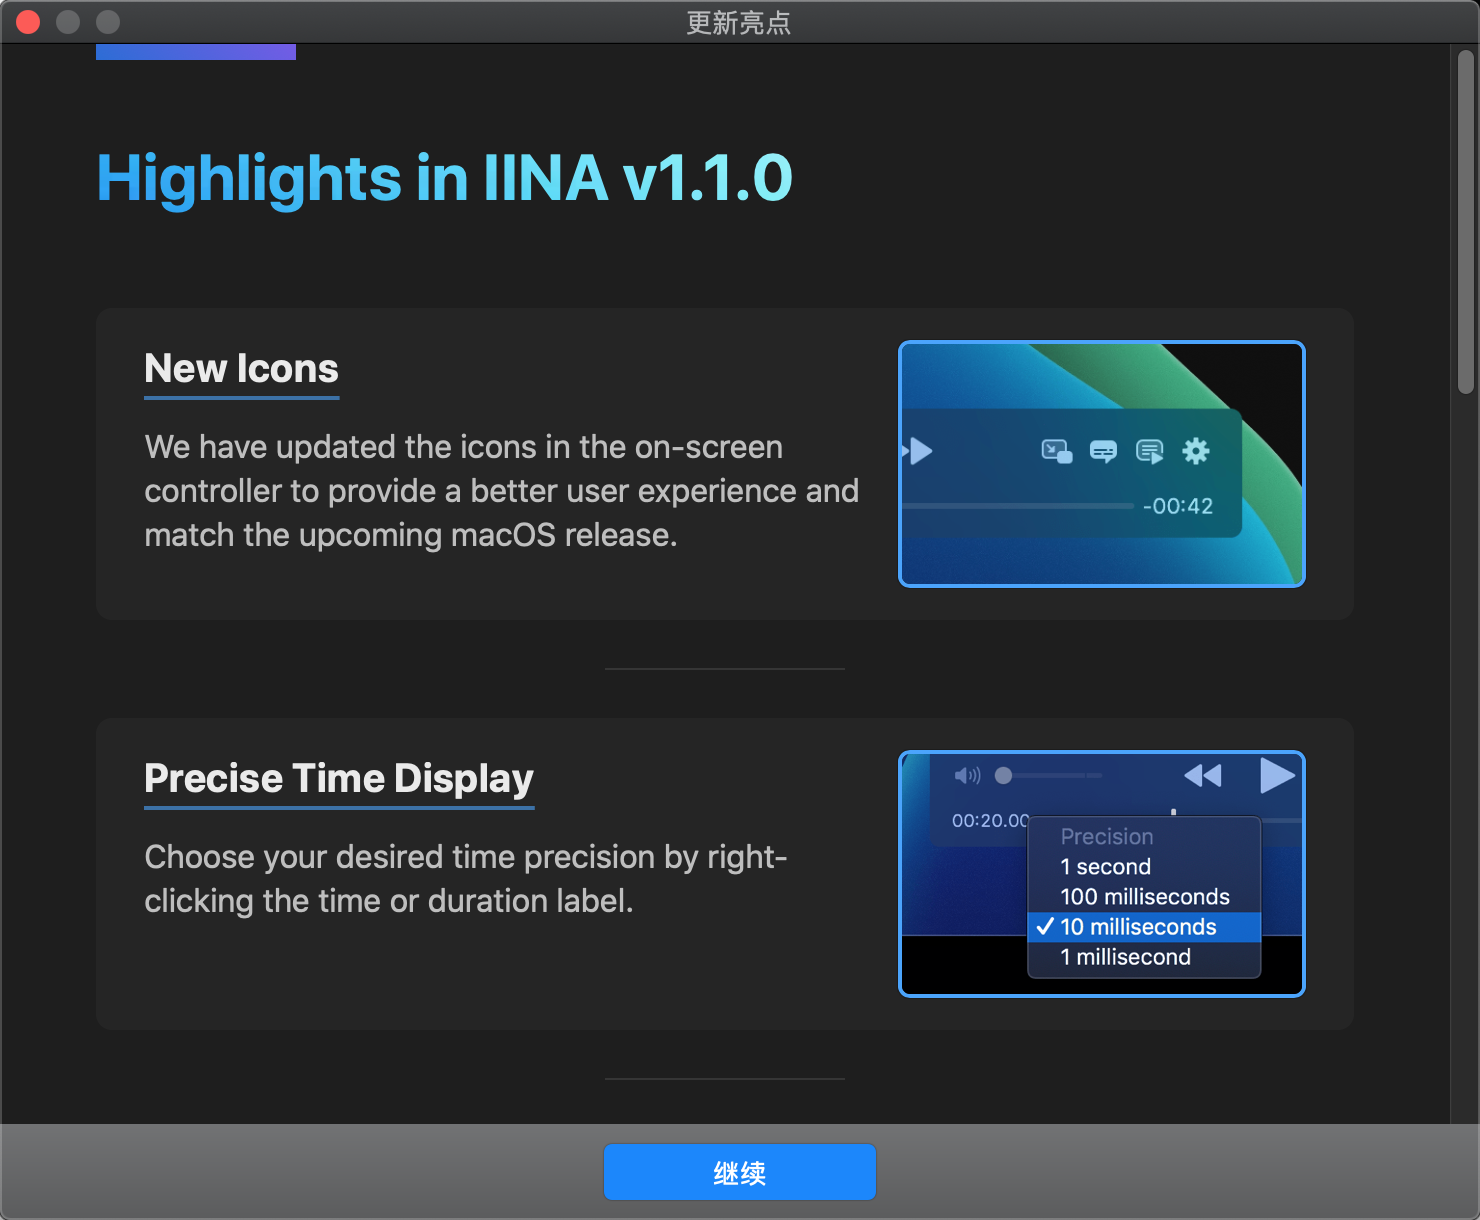 更新亮点
Highlights in IINA v1.1.0
New Icons
We have updated the icons in the on-screen
controller to provide a better user experience and
match the upcoming macOS release.
-00:42
Precise Time Display
Choose your desired time precision by right-
clicking the time or duration label.
00:20.00
Precision
1 second
100 milliseconds
✓ 10 milliseconds
1 millisecond
继续